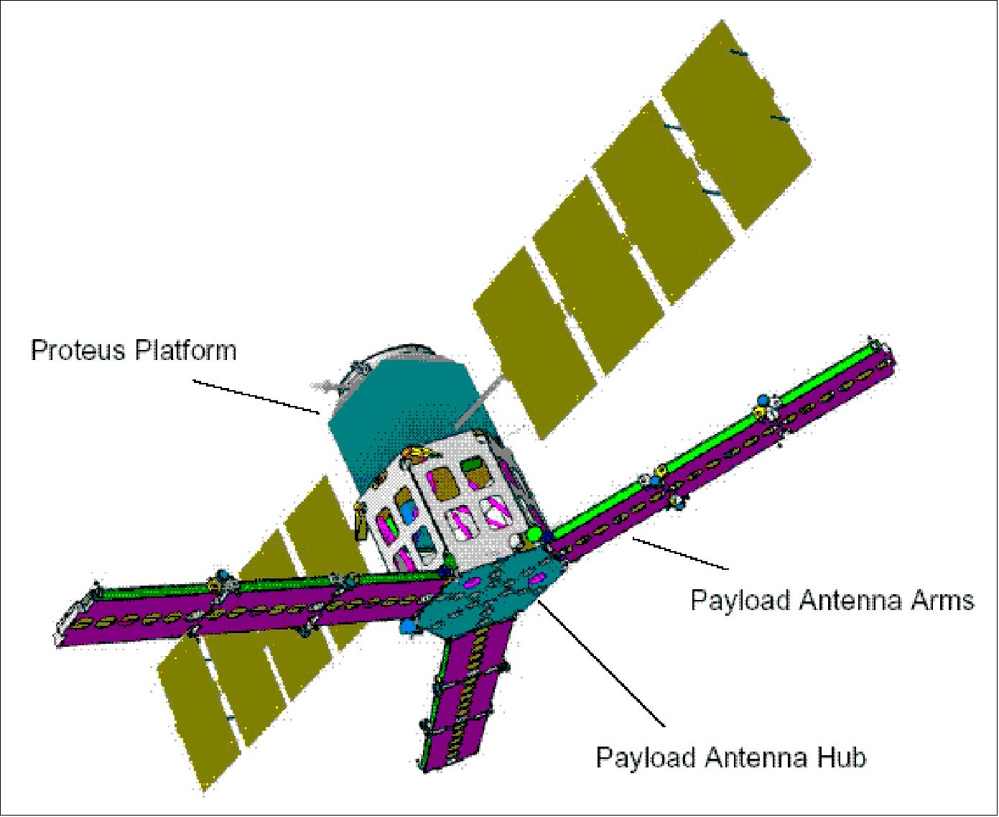 Proteus Platform
Payload Antenna Arms
Payload Antenna Hub